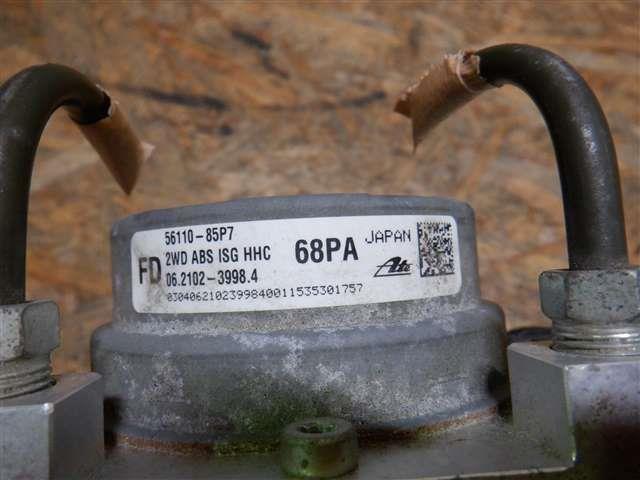 56110-85P7
FD 2WD ABS ISG HHC 68PA JAPAN
06.2102-3998.4 Ate
0304062102399840011535301757